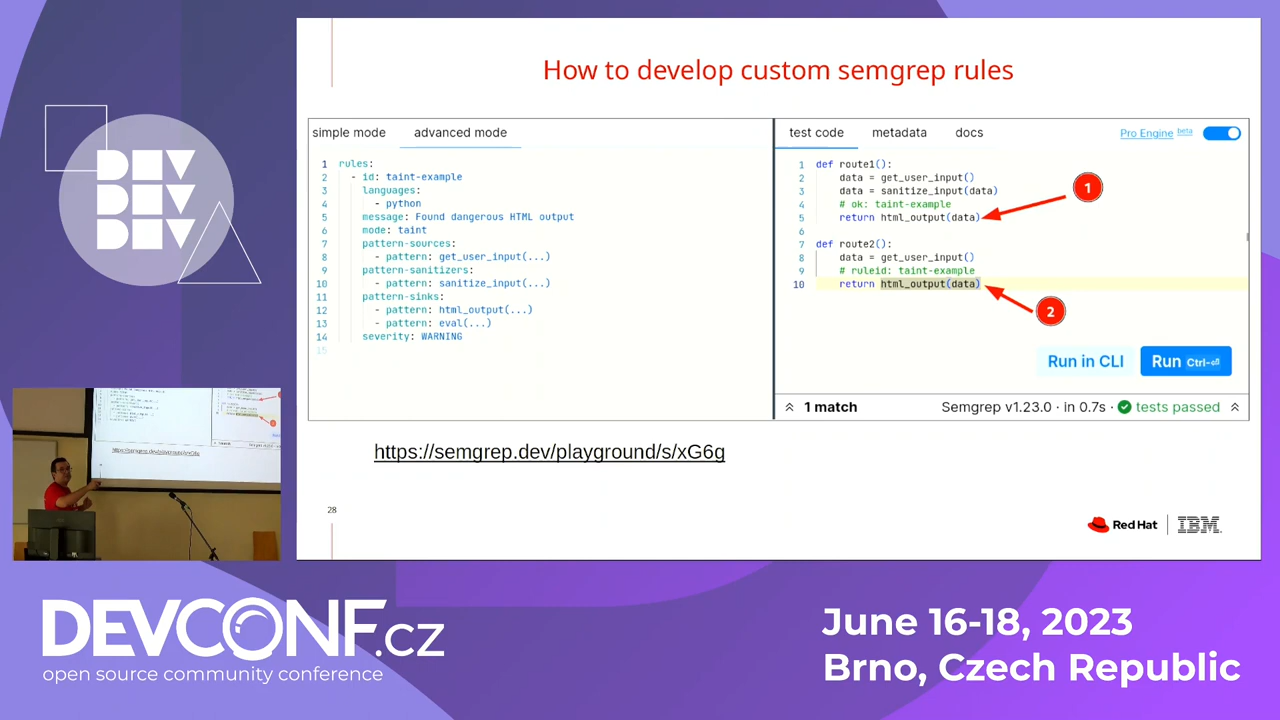 DEV
DEV
DEV
How to develop custom semgrep rules
simple mode advanced mode
1 rules:
2 - id: taint-example
3 languages:
4 - python
5 message: Found dangerous HTML output
6 mode: taint
7 pattern-sources:
8 - pattern: get_user_input(...)
9 pattern-sanitizers:
10 - pattern: sanitize_input(...)
11 pattern-sinks:
12 - pattern: html_output(...)
13 - pattern: eval(...)
14 severity: WARNING
15
test code metadata docs Pro Engine beta
1 def route1():
2 data = get_user_input()
3 data = sanitize_input(data)
4 # ok: taint-example
5 return html_output(data)
6
7 def route2():
8 data = get_user_input()
9 # ruleid: taint-example
10 return html_output(data)
1
2
Run in CLI Run Ctrl-⏎
1 match Semgrep v1.23.0 · in 0.7s · tests passed
https://semgrep.dev/playground/s/xG6g
28
Red Hat IBM
DEVCONF.cz
open source community conference
June 16-18, 2023
Brno, Czech Republic